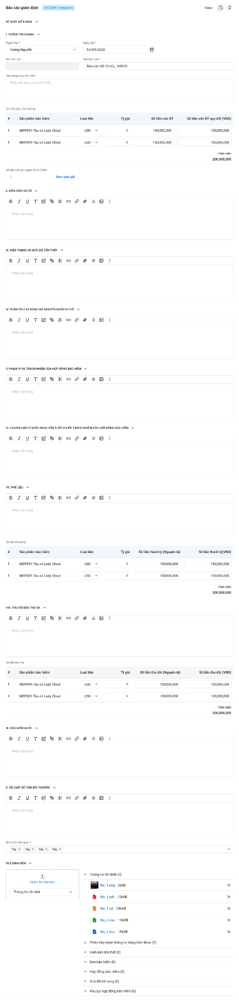 Báo cáo giám định CB GQKN - Đang xử lý View:
ĐỀ XUẤT KIẾN NGHỊ
I. THÔNG TIN CHUNG
Người lập * Ngày lập *
Hoàng Nguyễn 16/09/2020
Mã báo cáo Tên báo cáo *
Báo cáo GĐ GHJ3_ 160920
Tên hạng mục tổn thất *
Nhập tên hạng mục tổn thất
Chi tiết ước bồi thường
# Sản phẩm bảo hiểm Loại tiền Tỷ giá Số tiền ước BT Số tiền ước BT quy đổi (VND)
1 MSP001-Tàu cá Lady Cloud USD 1 100,000,000 100,000,000
1 MSP001-Tàu cá Lady Cloud USD 1 100,000,000 100,000,000
TỔNG CỘNG
200,000,000
Số tiền ước phí giám định (VNĐ)
0 Xem ước phí
II. DIỄN BIẾN SỰ CỐ
Nhập nội dung
III. HIỆN TRẠNG VÀ MỨC ĐỘ TỔN THẤT
Nhập nội dung
IV. PHÂN TÍCH VÀ ĐÁNH GIÁ NGUYÊN NHÂN SỰ CỐ
Nhập nội dung
V. PHẠM VI VÀ TRÁCH NHIỆM CỦA HỢP ĐỒNG BẢO HIỂM
Nhập nội dung
VI. CHI PHÍ HỢP LÝ KHẮC PHỤC TỔN THẤT THUỘC TRÁCH NHIỆM CỦA HỢP ĐỒNG BẢO HIỂM
Nhập nội dung
VII. PHẾ LIỆU
Nhập nội dung
Số tiền thanh lý
# Sản phẩm bảo hiểm Loại tiền Tỷ giá Số tiền thanh lý (Nguyên tệ) Số tiền thanh lý(VND)
1 MSP001-Tàu cá Lady Cloud USD 1 100,000,000 100,000,000
1 MSP001-Tàu cá Lady Cloud USD 1 100,000,000 100,000,000
TỔNG CỘNG
200,000,000
VIII. THU ĐÒI BÊN THỨ BA
Nhập nội dung
Số tiền thu đòi
# Sản phẩm bảo hiểm Loại tiền Tỷ giá Số tiền thu đòi (Nguyên tệ) Số tiền thu đòi (VND)
1 MSP001-Tàu cá Lady Cloud USD 1 100,000,000 100,000,000
1 MSP001-Tàu cá Lady Cloud USD 1 100,000,000 100,000,000
TỔNG CỘNG
200,000,000
IX. BẢO HIỂM KHÁC
Nhập nội dung
X. ĐỀ XUẤT SỐ TIỀN BỒI THƯỜNG
Nhập nội dung
Biên bản liên quan *
Tag Tag Tag Tag
FILE ĐÍNH KÈM
Tải lên file đính kèm
Thông tin tổn thất
Thông tin tổn thất (4)
file_1.png . 56KB
file_1.pdf . 156KB
file_1.txt . 156KB
file_1.xlsx . 156KB
file_1.doc . 156KB
Phiếu tiếp nhận thông tin bằng điện thoại (2)
Hình ảnh tổn thất (0)
Đơn bảo hiểm (0)
Hợp đồng bảo hiểm (0)
Sửa đổi bổ sung (0)
Phụ lục hợp đồng bảo hiểm (0)